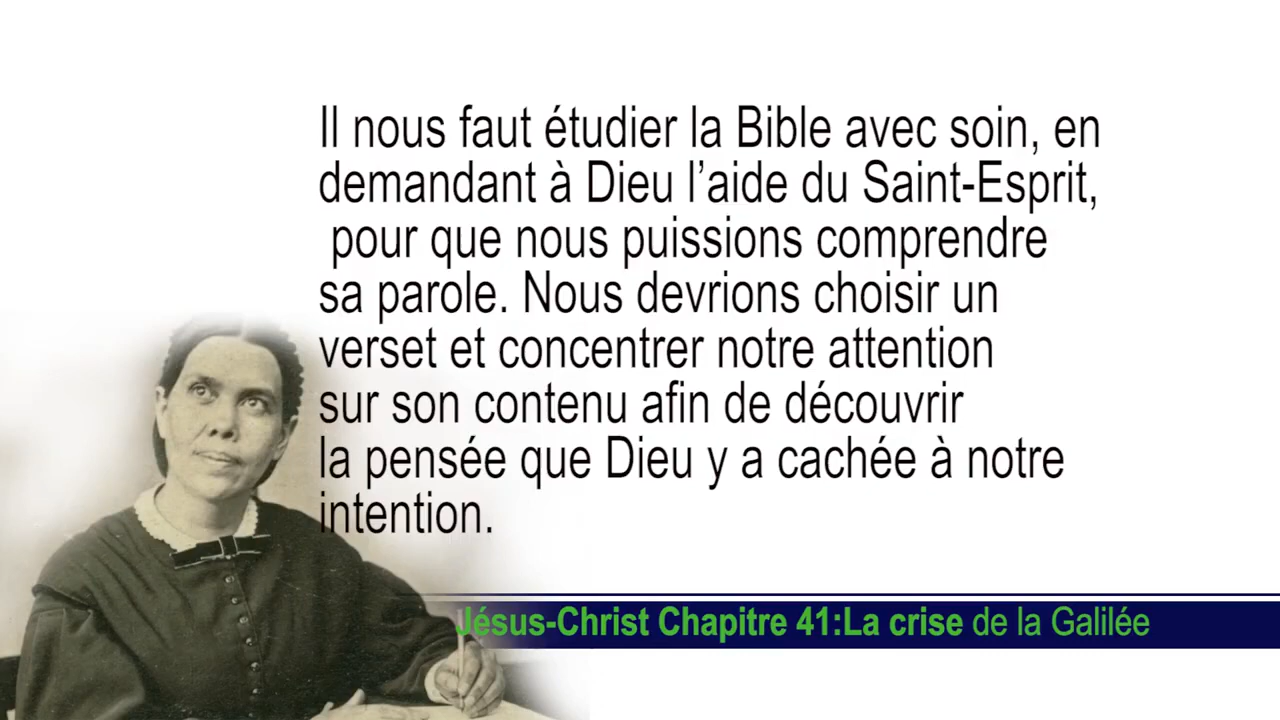 Il nous faut étudier la Bible avec soin, en
demandant à Dieu l’aide du Saint-Esprit,
pour que nous puissions comprendre
sa parole. Nous devrions choisir un
verset et concentrer notre attention
sur son contenu afin de découvrir
la pensée que Dieu y a cachée à notre
intention.
Jésus-Christ Chapitre 41:La crise de la Galilée